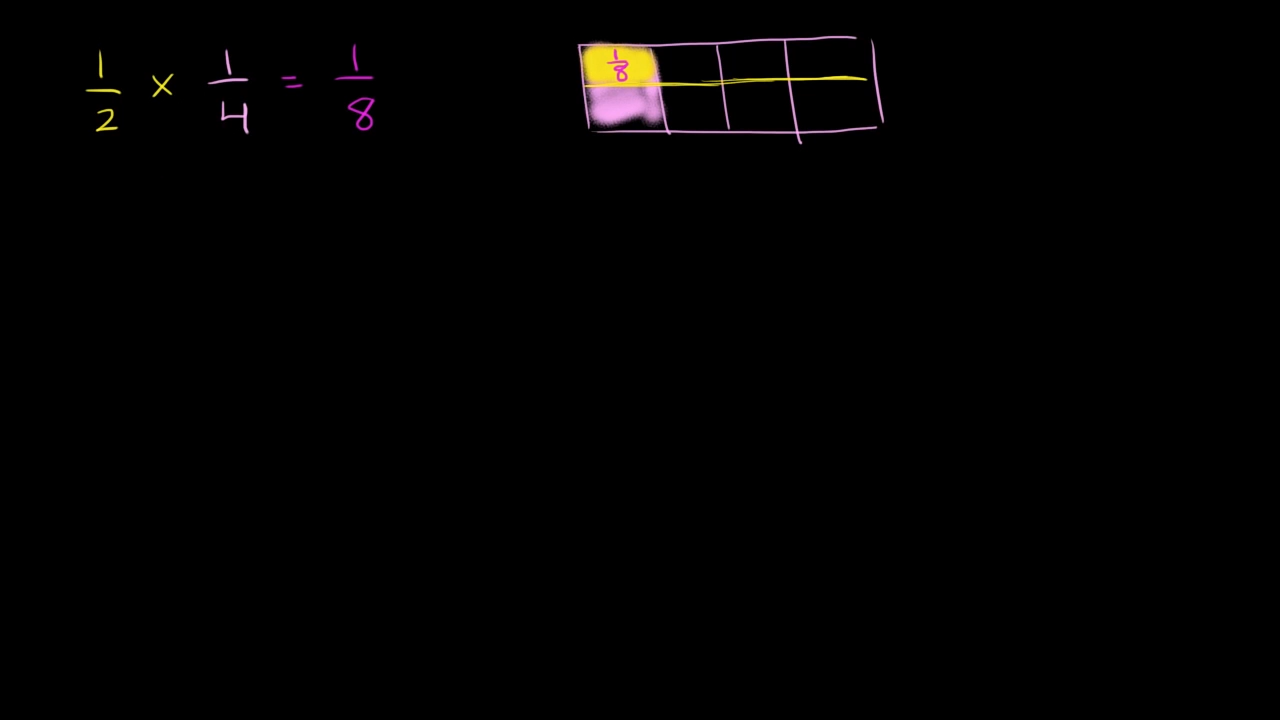 1/2 × 1/4 = 1/8
1/8